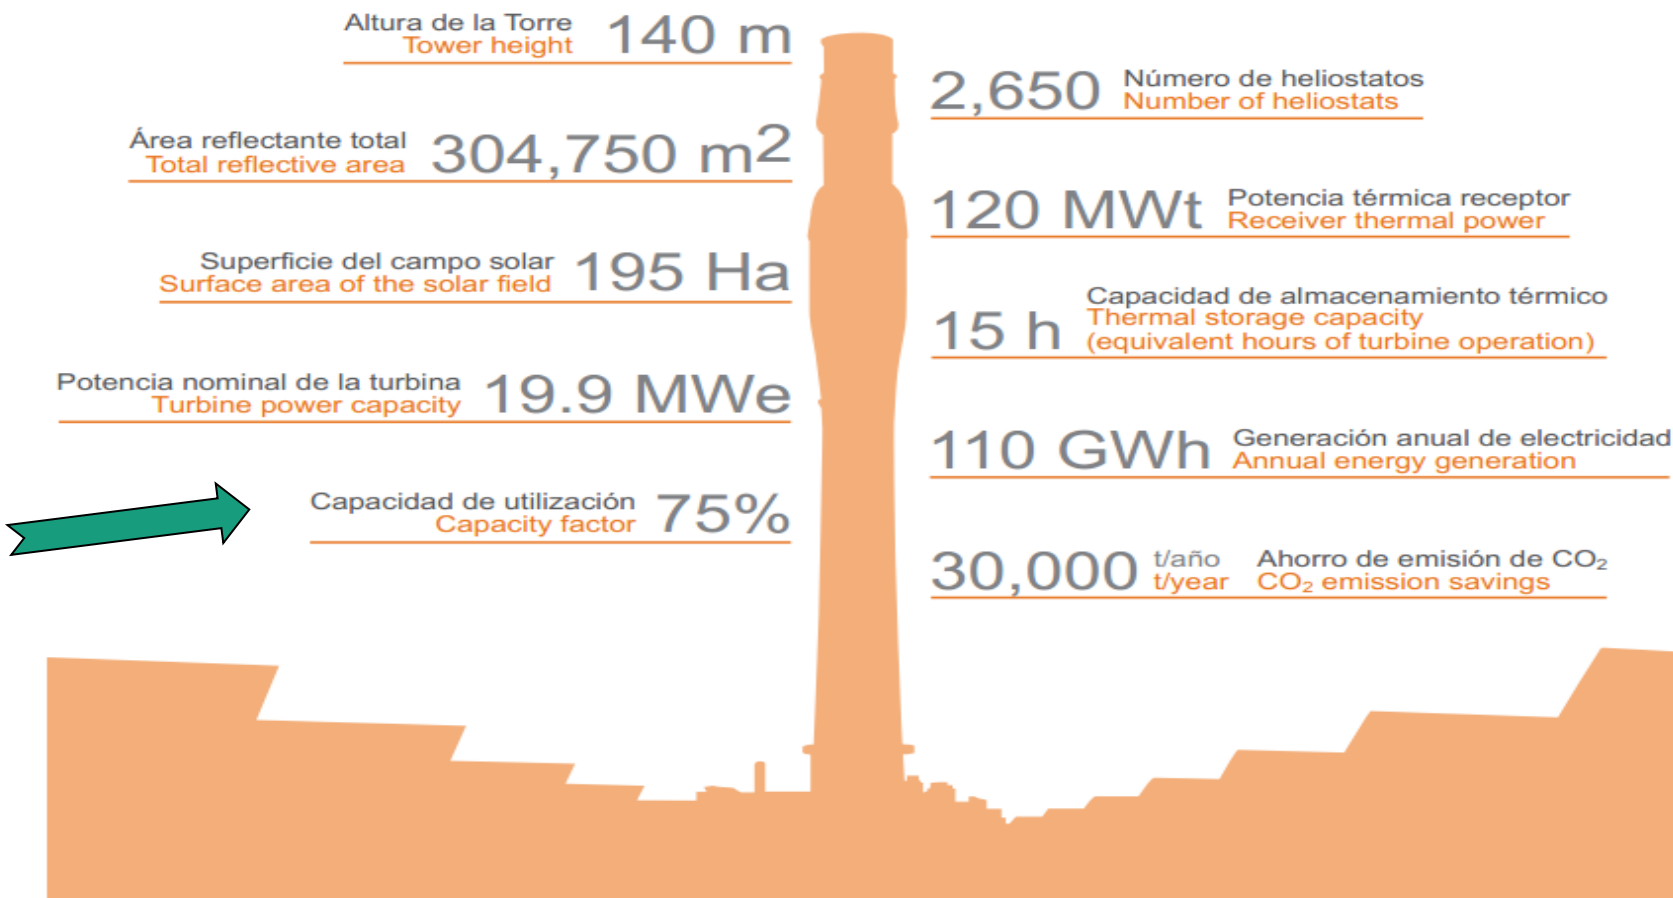 Altura de la Torre
Tower height
140 m
Área reflectante total
Total reflective area
304,750 m²
Superficie del campo solar
Surface area of the solar field
195 Ha
Potencia nominal de la turbina
Turbine power capacity
19.9 MWe
Capacidad de utilización
Capacity factor
75%
2,650
Número de heliostatos
Number of heliostats
120 MWt
Potencia térmica receptor
Receiver thermal power
15 h
Capacidad de almacenamiento térmico
Thermal storage capacity
(equivalent hours of turbine operation)
110 GWh
Generación anual de electricidad
Annual energy generation
30,000
t/año
t/year
Ahorro de emisión de CO₂
CO₂ emission savings